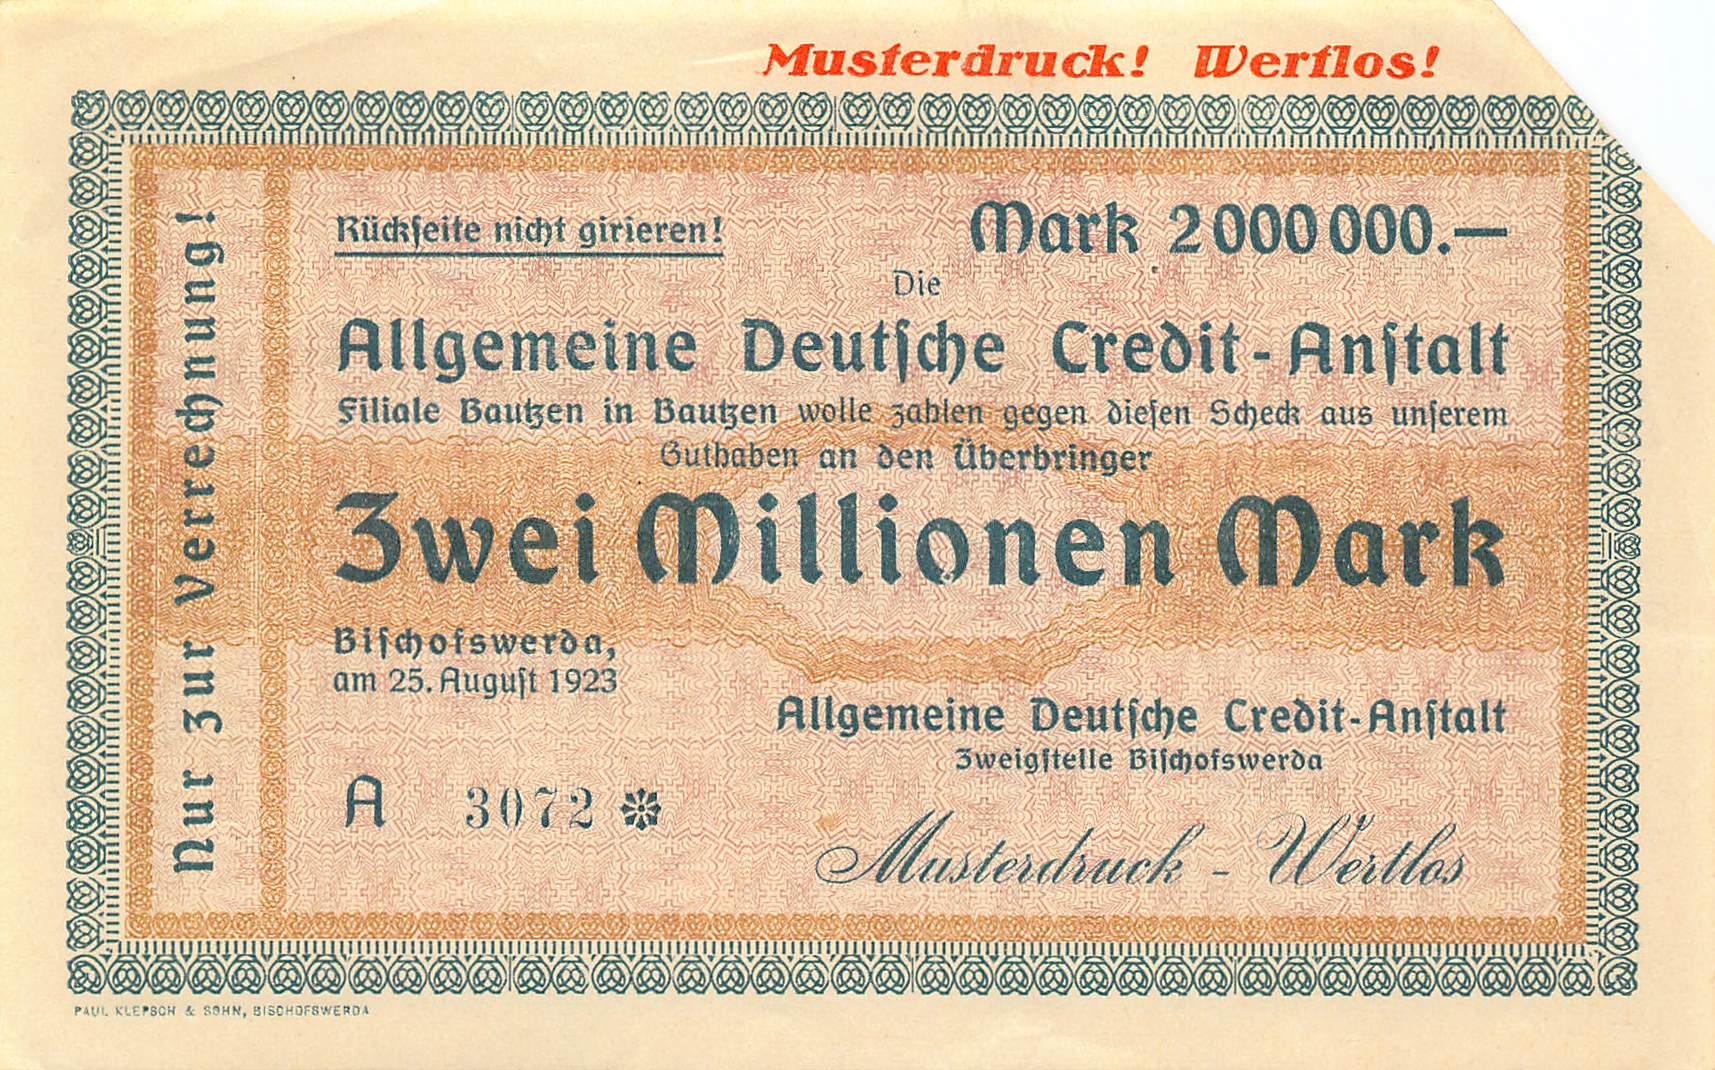 Musterdruck! Wertlos!
Nur zur Verrechnung!
Rückseite nicht girieren!
Mark 2000000.—
Die
Allgemeine Deutsche Credit-Anstalt
Filiale Bautzen in Bautzen wolle zahlen gegen diesen Scheck aus unserem
Guthaben an den Überbringer
Zwei Millionen Mark
Bischofswerda,
am 25. August 1923
Allgemeine Deutsche Credit-Anstalt
Zweigstelle Bischofswerda
A 3072
Musterdruck - Wertlos
PAUL KLEPSCH & SOHN, BISCHOFSWERDA